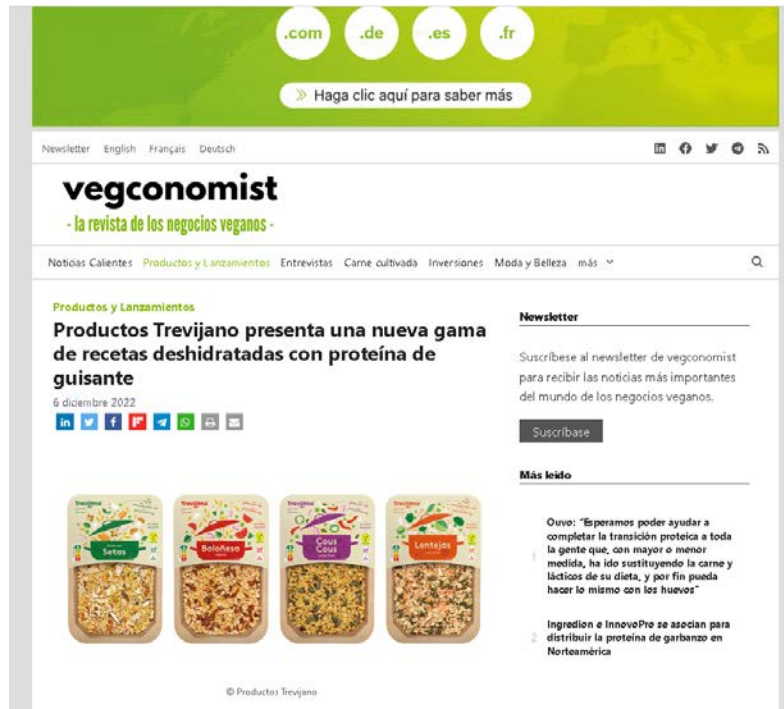 .com .de .es .fr
Haga clic aquí para saber más
Newsletter English Français Deutsch
vegconomist
- la revista de los negocios veganos -
Noticias Calientes Productos y Lanzamientos Entrevistas Carne cultivada Inversiones Moda y Belleza más
Productos y Lanzamientos
Productos Trevijano presenta una nueva gama
de recetas deshidratadas con proteína de
guisante
6 diciembre 2022
Trevijano Trevijano Trevijano Trevijano
Setas
Boloñesa
Cous
Cous
Lentejas
© Productos Trevijano
Newsletter
Suscríbese al newsletter de vegconomist
para recibir las noticias más importantes
del mundo de los negocios veganos.
Suscríbase
Más leído
1
Ouvo: “Esperamos poder ayudar a
completar la transición proteica a toda
la gente que, con mayor o menor
medida, ha ido sustituyendo la carne y
lácticos de su dieta, y por fin pueda
hacer lo mismo con los huevos”
2
Ingredion e InnovoPro se asocian para
distribuir la proteína de garbanzo en
Norteamérica